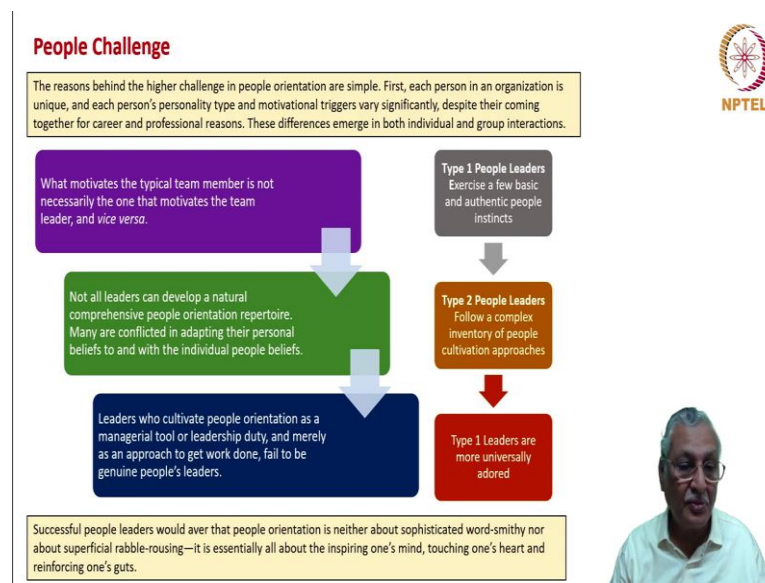 People Challenge
NPTEL
The reasons behind the higher challenge in people orientation are simple. First, each person in an organization is
unique, and each person's personality type and motivational triggers vary significantly, despite their coming
together for career and professional reasons. These differences emerge in both individual and group interactions.
What motivates the typical team member is not
necessarily the one that motivates the team
leader, and vice versa.
Not all leaders can develop a natural
comprehensive people orientation repertoire.
Many are conflicted in adapting their personal
beliefs to and with the individual people beliefs.
Leaders who cultivate people orientation as a
managerial tool or leadership duty, and merely
as an approach to get work done, fail to be
genuine people's leaders.
Type 1 People Leaders
Exercise a few basic
and authentic people
instincts
Type 2 People Leaders
Follow a complex
inventory of people
cultivation approaches
Type 1 Leaders are
more universally
adored
Successful people leaders would aver that people orientation is neither about sophisticated word-smithy nor
about superficial rabble-rousing—it is essentially all about the inspiring one's mind, touching one's heart and
reinforcing one's guts.